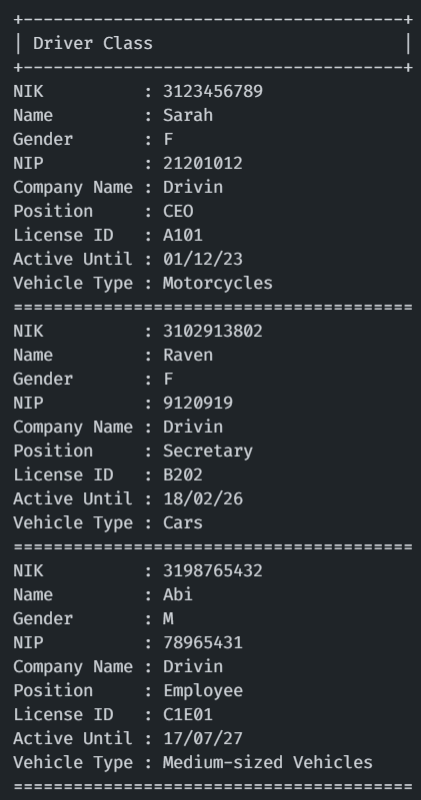 +--------------------------------------+
| Driver Class                         |
+--------------------------------------+
NIK          : 3123456789
Name         : Sarah
Gender       : F
NIP          : 21201012
Company Name : Drivin
Position     : CEO
License ID   : A101
Active Until : 01/12/23
Vehicle Type : Motorcycles
========================================
NIK          : 3102913802
Name         : Raven
Gender       : F
NIP          : 9120919
Company Name : Drivin
Position     : Secretary
License ID   : B202
Active Until : 18/02/26
Vehicle Type : Cars
========================================
NIK          : 3198765432
Name         : Abi
Gender       : M
NIP          : 78965431
Company Name : Drivin
Position     : Employee
License ID   : C1E01
Active Until : 17/07/27
Vehicle Type : Medium-sized Vehicles
========================================